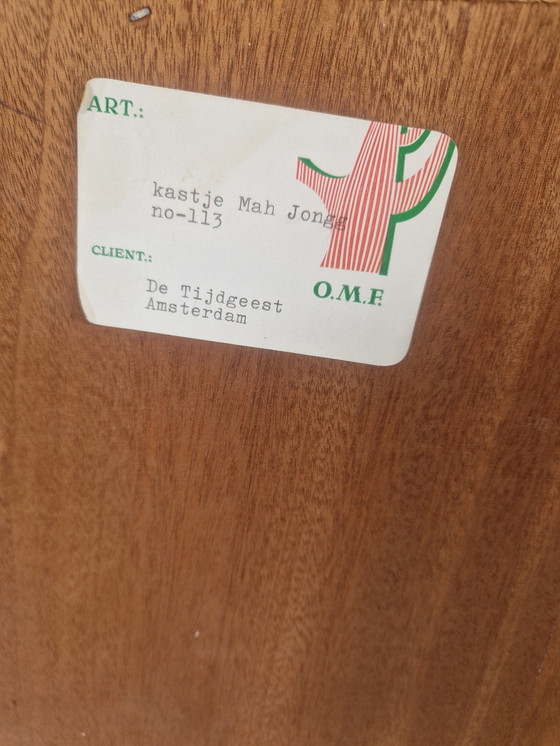 ART.:
kastje Mah Jongg
no-113
CLIENT.:
De Tijdgeest
Amsterdam
O.M.F.